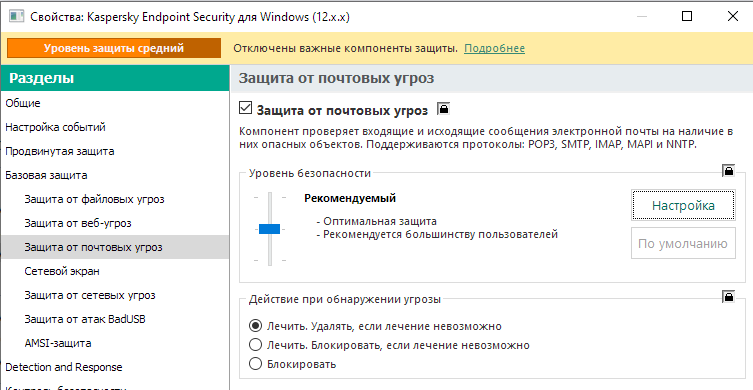 Свойства: Kaspersky Endpoint Security для Windows (12.x.x)
Уровень защиты средний
Отключены важные компоненты защиты. Подробнее
Разделы
Общие
Настройка событий
Продвинутая защита
Базовая защита
Защита от файловых угроз
Защита от веб-угроз
Защита от почтовых угроз
Сетевой экран
Защита от сетевых угроз
Защита от атак BadUSB
AMSI-защита
Detection and Response
Контроль безопасности
Защита от почтовых угроз
Защита от почтовых угроз
Компонент проверяет входящие и исходящие сообщения электронной почты на наличие в
них опасных объектов. Поддерживаются протоколы: POP3, SMTP, IMAP, MAPI и NNTP.
Уровень безопасности
Рекомендуемый
- Оптимальная защита
- Рекомендуется большинству пользователей
Настройка
По умолчанию
Действие при обнаружении угрозы
Лечить. Удалять, если лечение невозможно
Лечить. Блокировать, если лечение невозможно
Блокировать